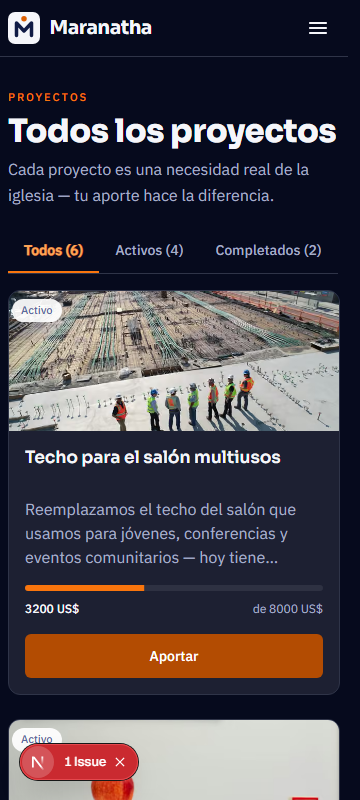 Maranatha
PROYECTOS
Todos los proyectos
Cada proyecto es una necesidad real de la
iglesia — tu aporte hace la diferencia.
Todos (6) Activos (4) Completados (2)
Activo
Techo para el salón multiusos
Reemplazamos el techo del salón que
usamos para jóvenes, conferencias y
eventos comunitarios — hoy tiene...
3200 US$ de 8000 US$
Aportar
Activo
N 1 Issue